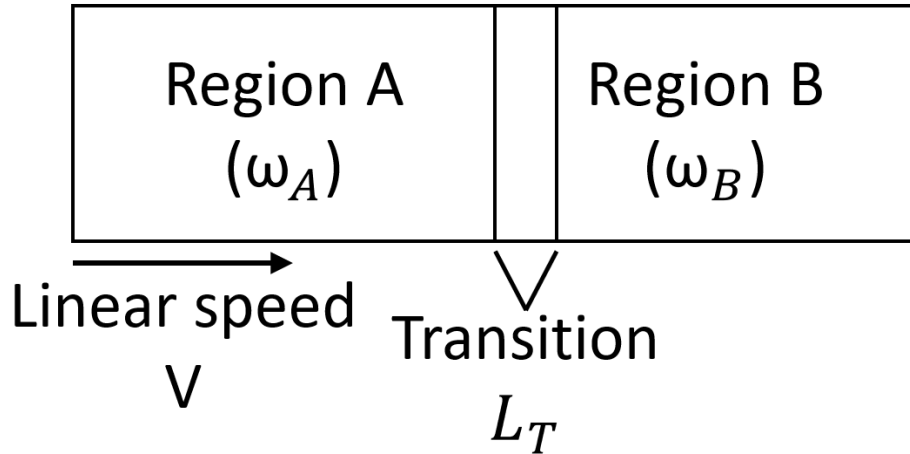 Region A
(ω_A)
Region B
(ω_B)
Linear speed
V
Transition
L_T